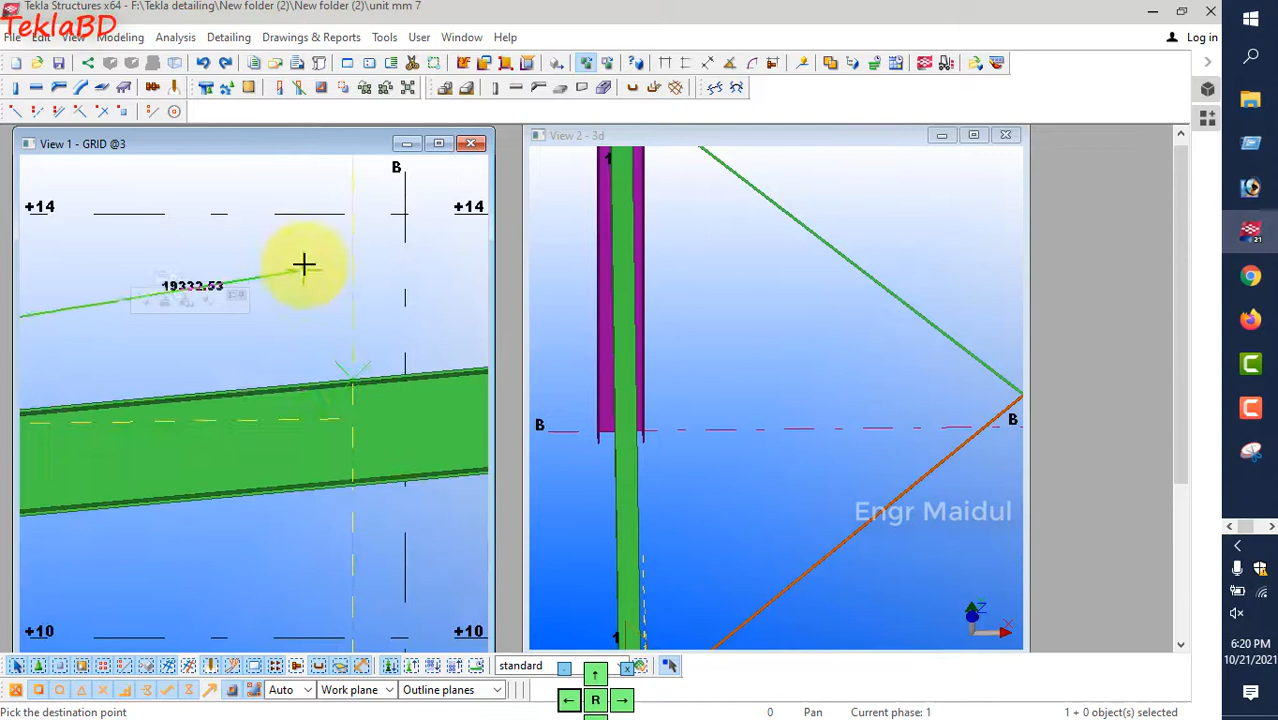 Tekla Structures x64 - F:\Tekla detailing\New folder (2)\New folder (2)\unit mm 7
TeklaBD
File Edit View Modeling Analysis Detailing Drawings & Reports Tools User Window Help
Log in
View 1 - GRID @3
View 2 - 3d
B
+14 +14
19332.53
+10 +10
1
B B
Engr Maidul
1
Z
X
standard
x
Auto Work plane Outline planes
← R →
↑
Pick the destination point
0 Pan Current phase: 1 1 + 0 object(s) selected
21
6:20 PM
10/21/2021